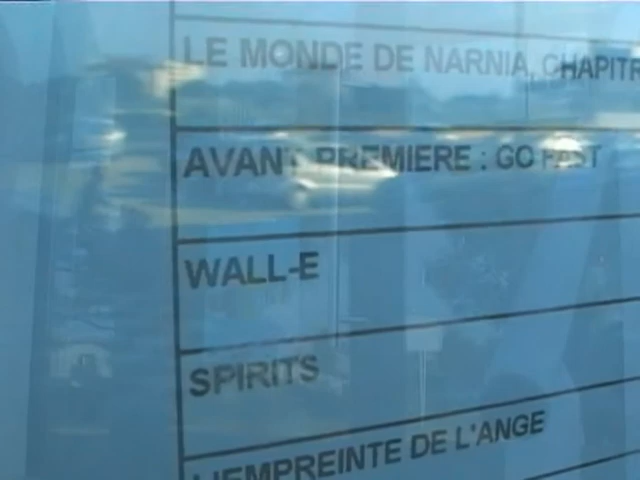 LE MONDE DE NARNIA, CHAPITR
AVANT PREMIERE : GO FAST
WALL-E
SPIRITS
L'EMPREINTE DE L'ANGE